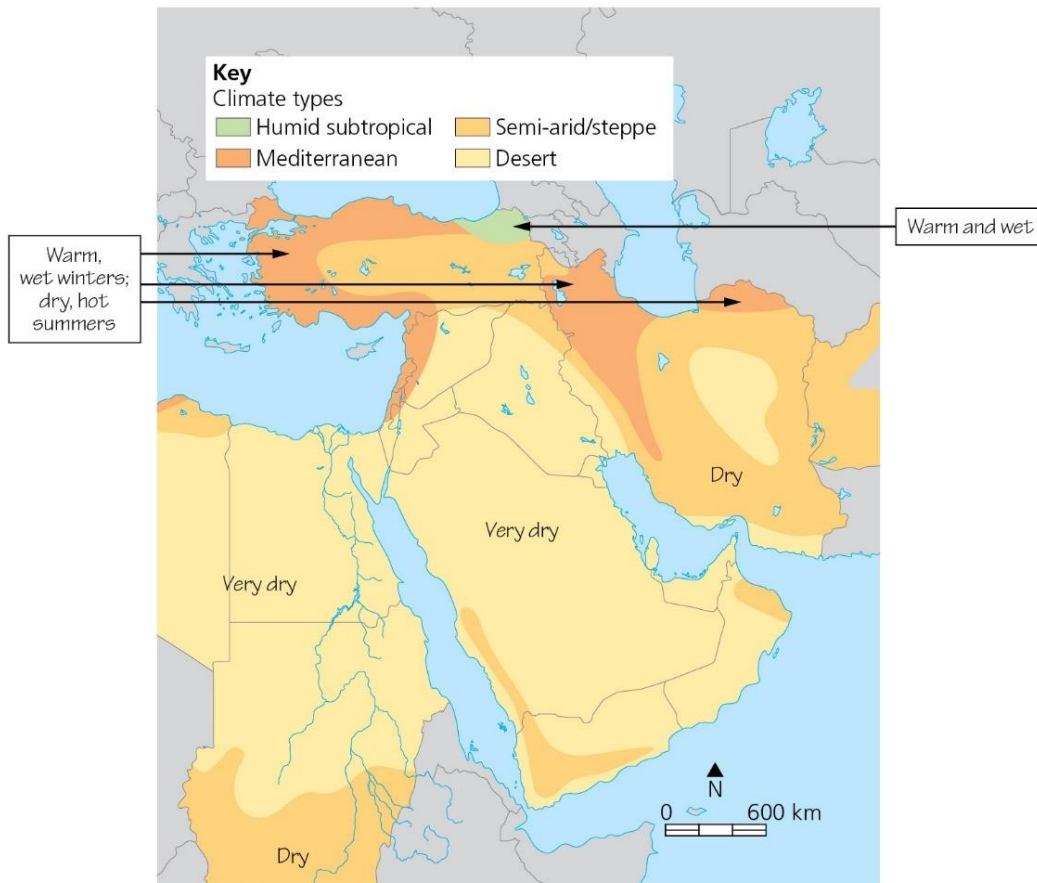 Key
Climate types
Humid subtropical
Semi-arid/steppe
Mediterranean
Desert
Warm and wet
Warm,
wet winters;
dry, hot
summers
Dry
Very dry
Very dry
N
0 600 km
Dry